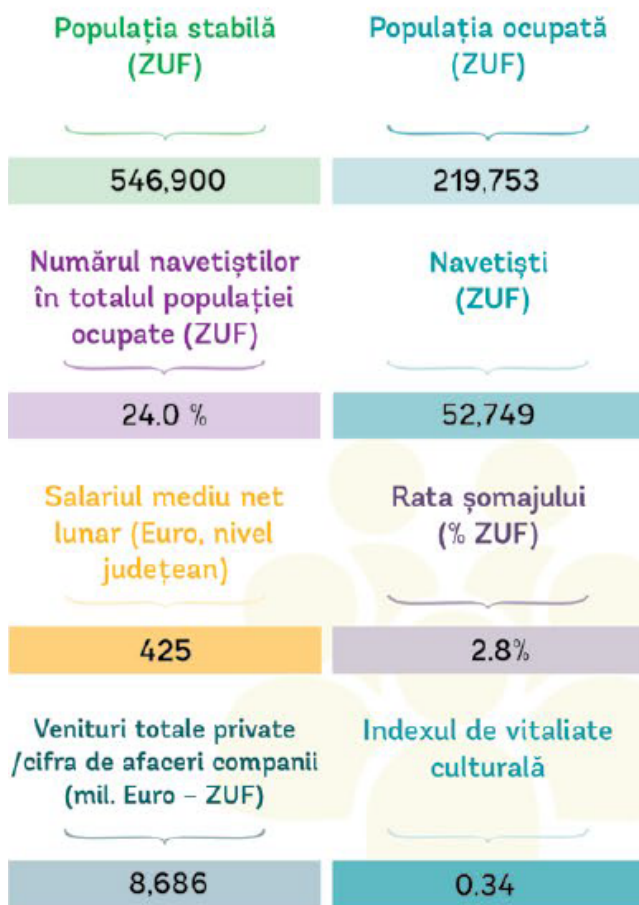 Populația stabilă
(ZUF)
Populația ocupată
(ZUF)
546,900
219,753
Numărul navetiștilor
în totalul populației
ocupate (ZUF)
Navetiști
(ZUF)
24.0 %
52,749
Salariul mediu net
lunar (Euro, nivel
județean)
Rata șomajului
(% ZUF)
425
2.8%
Venituri totale private
/cifra de afaceri companii
(mil. Euro – ZUF)
Indexul de vitaliate
culturală
8,686
0.34